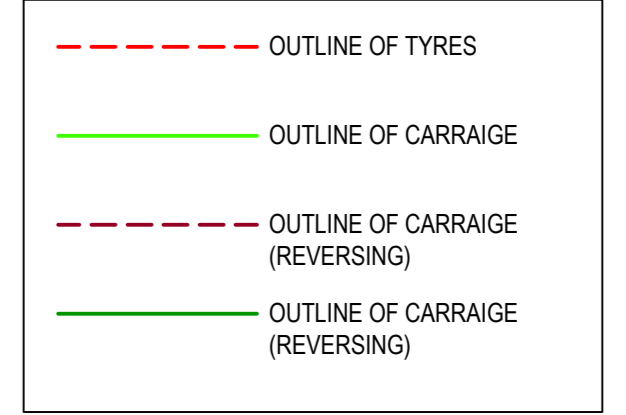 OUTLINE OF TYRES
OUTLINE OF CARRAIGE
OUTLINE OF CARRAIGE
(REVERSING)
OUTLINE OF CARRAIGE
(REVERSING)